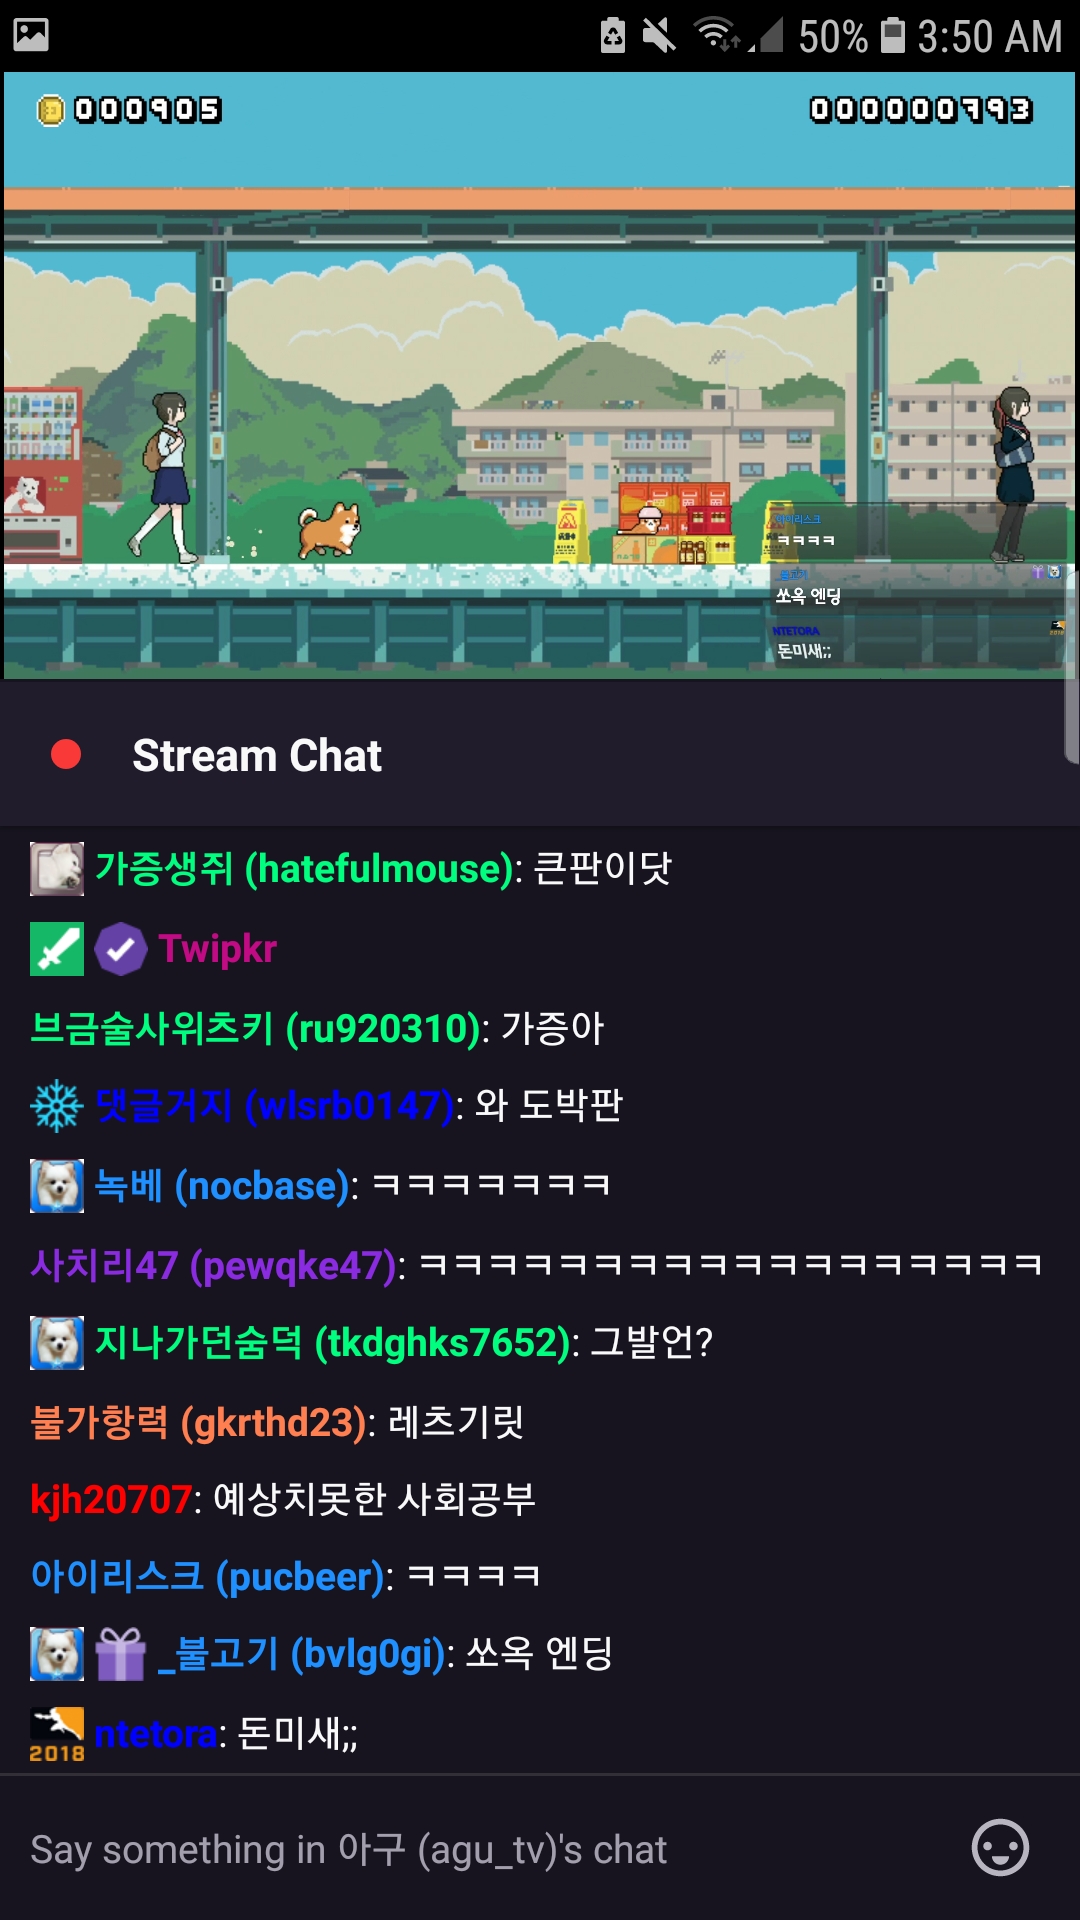 50% 3:50 AM
000905
000000793
아이리스크
ㅋㅋㅋㅋ
_불고기
쏘옥 엔딩
NTETORA
돈미새;;
Stream Chat
가증생쥐 (hatefulmouse): 큰판이닷
Twipkr
브금술사위츠키 (ru920310): 가증아
댓글거지 (wlsrb0147): 와 도박판
녹베 (nocbase): ㅋㅋㅋㅋㅋㅋㅋ
사치리47 (pewqke47): ㅋㅋㅋㅋㅋㅋㅋㅋㅋㅋㅋㅋㅋㅋㅋㅋㅋㅋ
지나가던숨덕 (tkdghks7652): 그발언?
불가항력 (gkrthd23): 레츠기릿
kjh20707: 예상치못한 사회공부
아이리스크 (pucbeer): ㅋㅋㅋㅋ
_불고기 (bvlg0gi): 쏘옥 엔딩
2018 ntetora: 돈미새;;
Say something in 아구 (agu_tv)'s chat